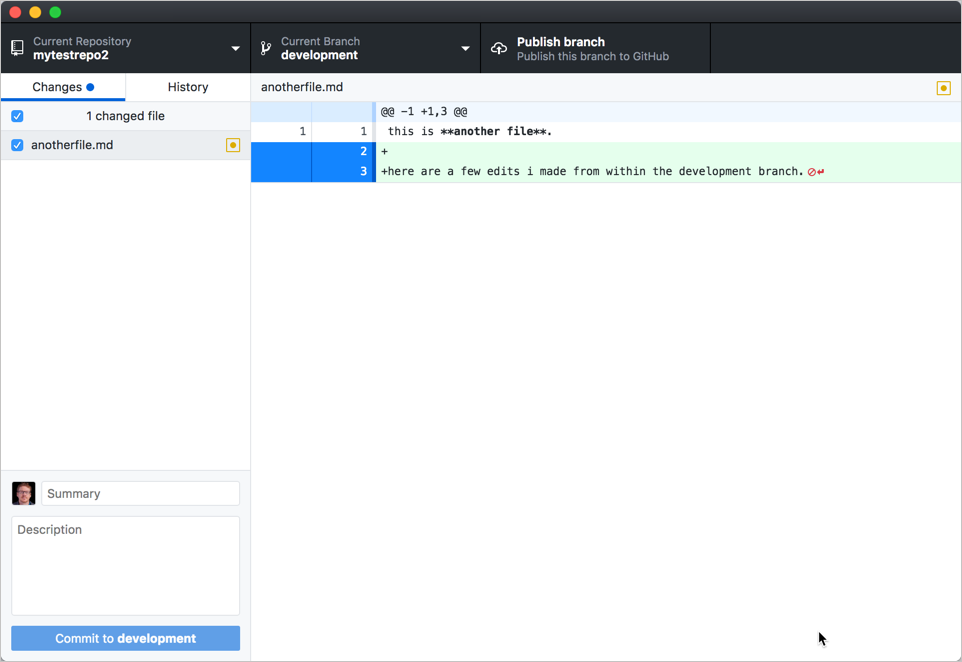 Current Repository
mytestrepo2
Current Branch
development
Publish branch
Publish this branch to GitHub
Changes
History
1 changed file
anotherfile.md
anotherfile.md
@@ -1 +1,3 @@
1 1 this is **another file**.
2 +
3 +here are a few edits i made from within the development branch.
Summary
Description
Commit to development